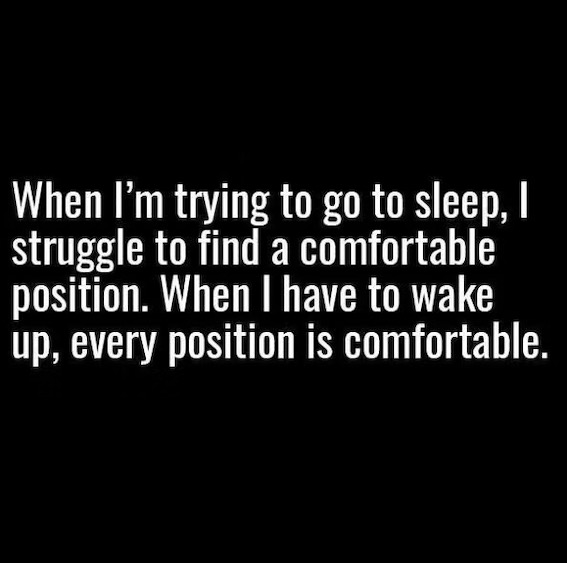 When I’m trying to go to sleep, I
struggle to find a comfortable
position. When I have to wake
up, every position is comfortable.